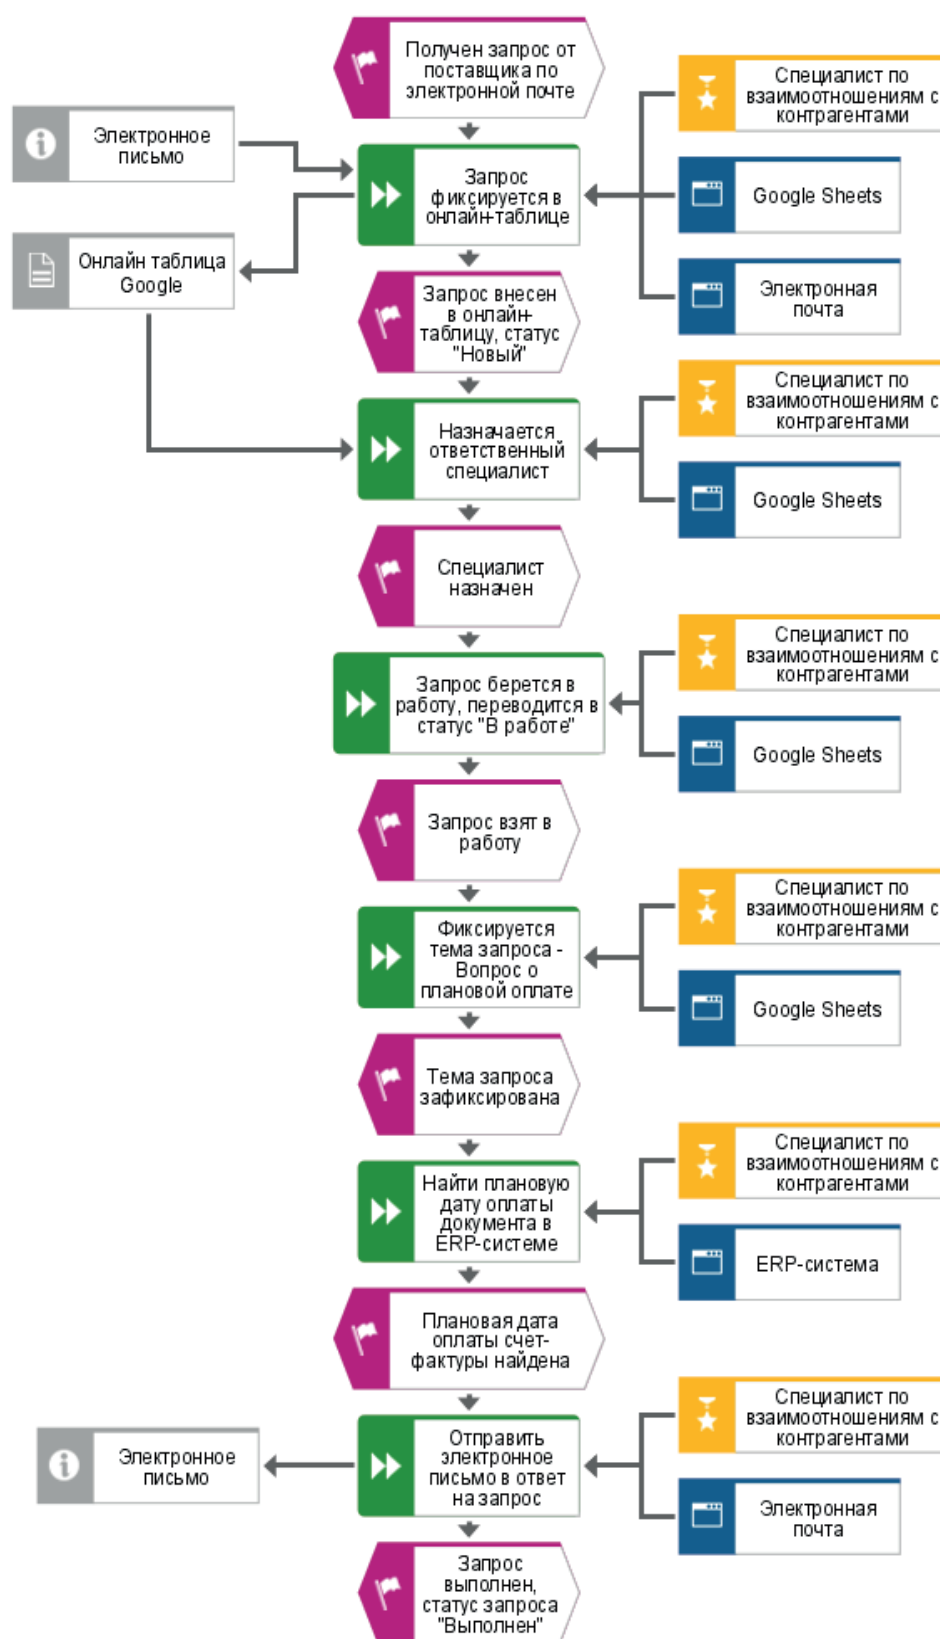 Получен запрос от
поставщика по
электронной почте
Специалист по
взаимоотношениям с
контрагентами
Электронное
письмо
Запрос
фиксируется в
онлайн-таблице
Google Sheets
Онлайн таблица
Google
Электронная
почта
Запрос внесен
в онлайн-
таблицу, статус
"Новый"
Специалист по
взаимоотношениям с
контрагентами
Назначается
ответственный
специалист
Google Sheets
Специалист
назначен
Специалист по
взаимоотношениям с
контрагентами
Запрос берется в
работу, переводится в
статус "В работе"
Google Sheets
Запрос взят в
работу
Специалист по
взаимоотношениям с
контрагентами
Фиксируется
тема запроса -
Вопрос о
плановой оплате
Google Sheets
Тема запроса
зафиксирована
Специалист по
взаимоотношениям с
контрагентами
Найти плановую
дату оплаты
документа в
ERP-системе
ERP-система
Плановая дата
оплаты счет-
фактуры найдена
Специалист по
взаимоотношениям с
контрагентами
Отправить
электронное
письмо в ответ
на запрос
Электронное
письмо
Электронная
почта
Запрос
выполнен,
статус запроса
"Выполнен"